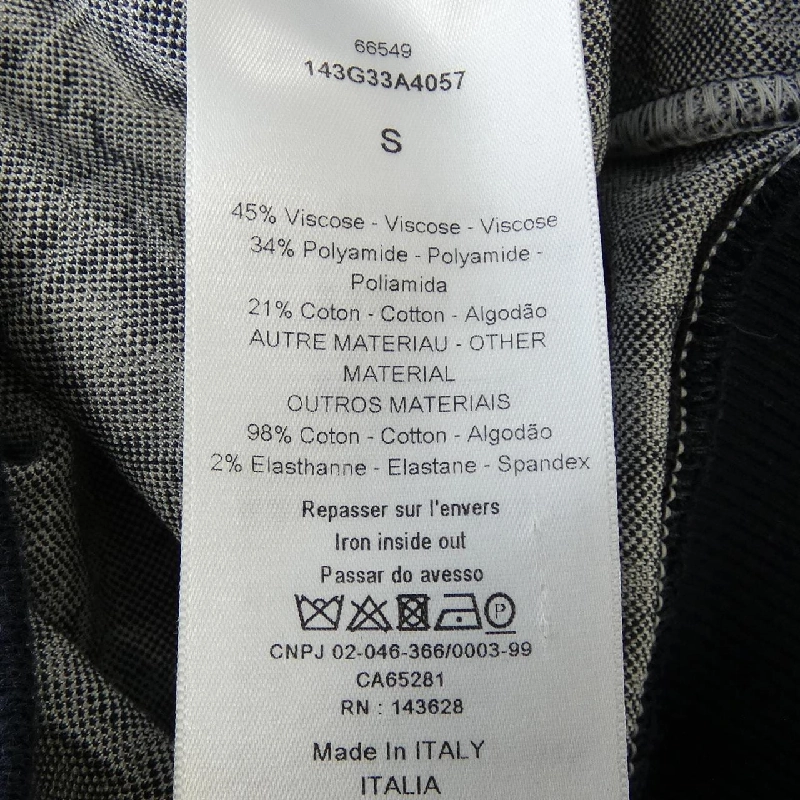 66549
143G33A4057
S
45% Viscose - Viscose - Viscose
34% Polyamide - Polyamide -
Poliamida
21% Coton - Cotton - Algodão
AUTRE MATERIAU - OTHER
MATERIAL
OUTROS MATERIAIS
98% Coton - Cotton - Algodão
2% Elasthanne - Elastane - Spandex
Repasser sur l'envers
Iron inside out
Passar do avesso
P
CNPJ 02-046-366/0003-99
CA65281
RN : 143628
Made In ITALY
ITALIA